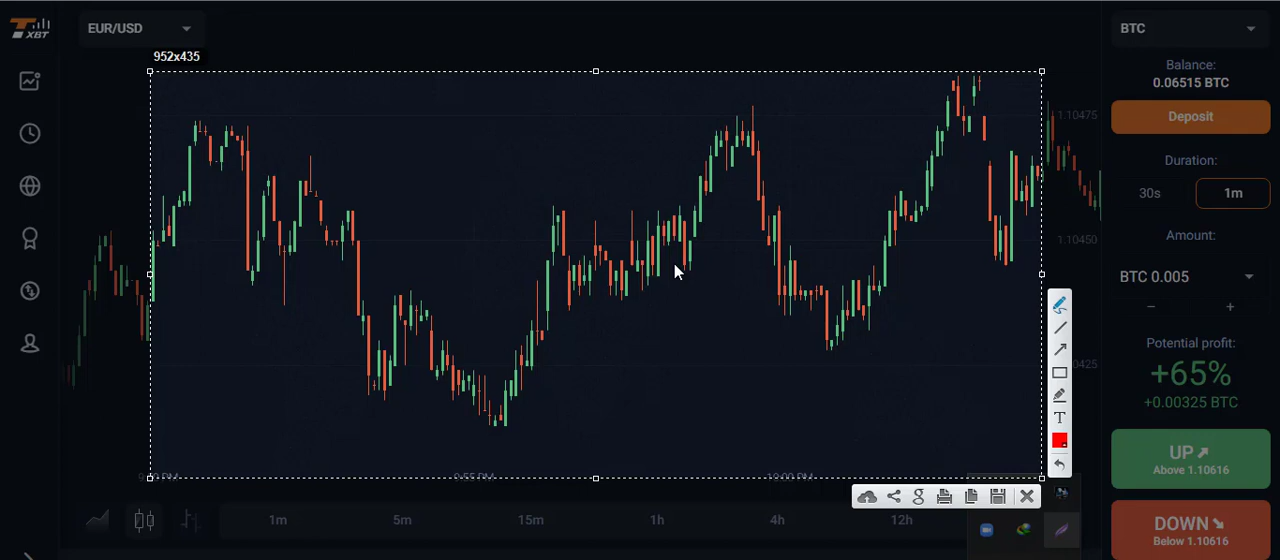 XBT
EUR/USD
952x435
BTC
Balance:
0.06515 BTC
Deposit
1.10475
Duration:
30s
1m
Amount:
1.10450
BTC 0.005
−
+
Potential profit:
+65%
+0.00325 BTC
T
UP
Above 1.10616
9:55 PM
10:00 PM
g
1m
5m
15m
1h
4h
12h
DOWN
Below 1.10616